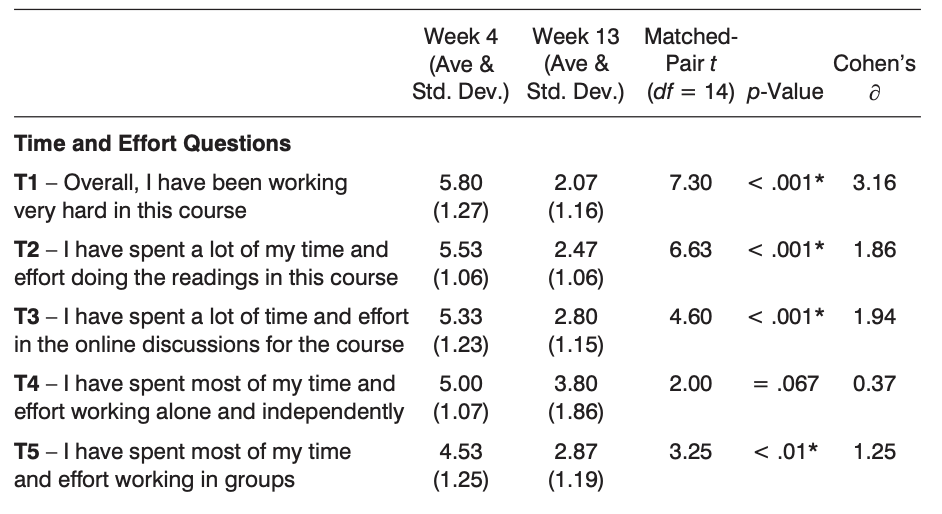 Week 4 Week 13 Matched-
(Ave & (Ave & Pair t Cohen’s
Std. Dev.) Std. Dev.) (df = 14) p-Value ∂
Time and Effort Questions
T1 – Overall, I have been working 5.80 2.07 7.30 < .001* 3.16
very hard in this course (1.27) (1.16)
T2 – I have spent a lot of my time and 5.53 2.47 6.63 < .001* 1.86
effort doing the readings in this course (1.06) (1.06)
T3 – I have spent a lot of time and effort 5.33 2.80 4.60 < .001* 1.94
in the online discussions for the course (1.23) (1.15)
T4 – I have spent most of my time and 5.00 3.80 2.00 = .067 0.37
effort working alone and independently (1.07) (1.86)
T5 – I have spent most of my time 4.53 2.87 3.25 < .01* 1.25
and effort working in groups (1.25) (1.19)